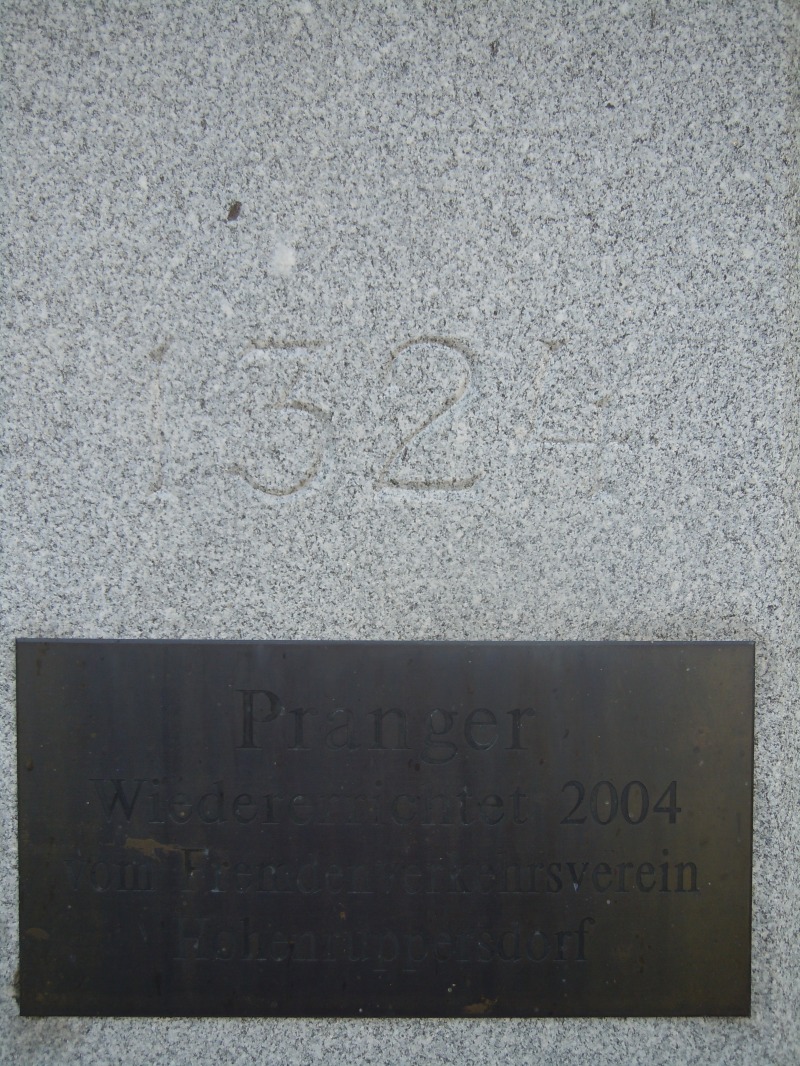 1524
Pranger
Wiedererrichtet 2004
vom Fremdenverkehrsverein
Hohenruppersdorf